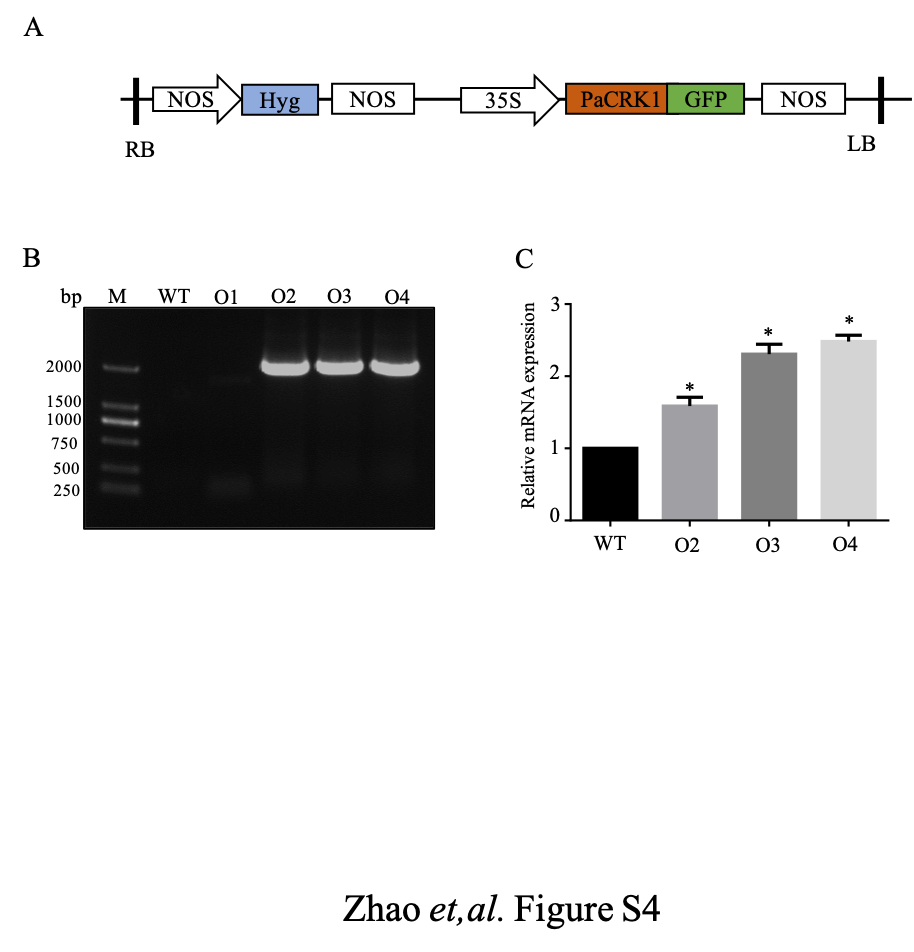 A
NOS Hyg NOS 35S PaCRK1 GFP NOS
RB LB
B
bp M WT O1 O2 O3 O4
2000
1500
1000
750
500
250
C
Relative mRNA expression
3
2
1
0
* * *
WT O2 O3 O4
Zhao et,al. Figure S4